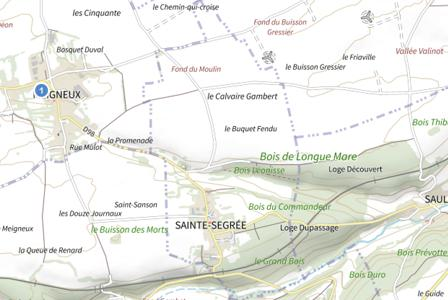 les Cinquante
le Chemin-qui-croise
Fond du Buisson
Gressier
Bosquet Duval
le Friaville
Vallée Valinot
Fond du Moulin
le Buisson Gressier
1
IGNEUX
le Calvaire Gambert
Bois Thib
D98
la Promenade
le Buquet Fendu
Rue Mulot
Bois de Longue Mare
Bois Léonisse
Loge Découvert
Saint-Sanson
Bois du Commandeur
SAUL
les Douze Journaux
SAINTE-SEGRÉE
Meigneux
le Buisson des Morts
Loge Dupassage
la Queue de Renard
Bois Prévote
le Grand Bois
Bois Duro
le Guide